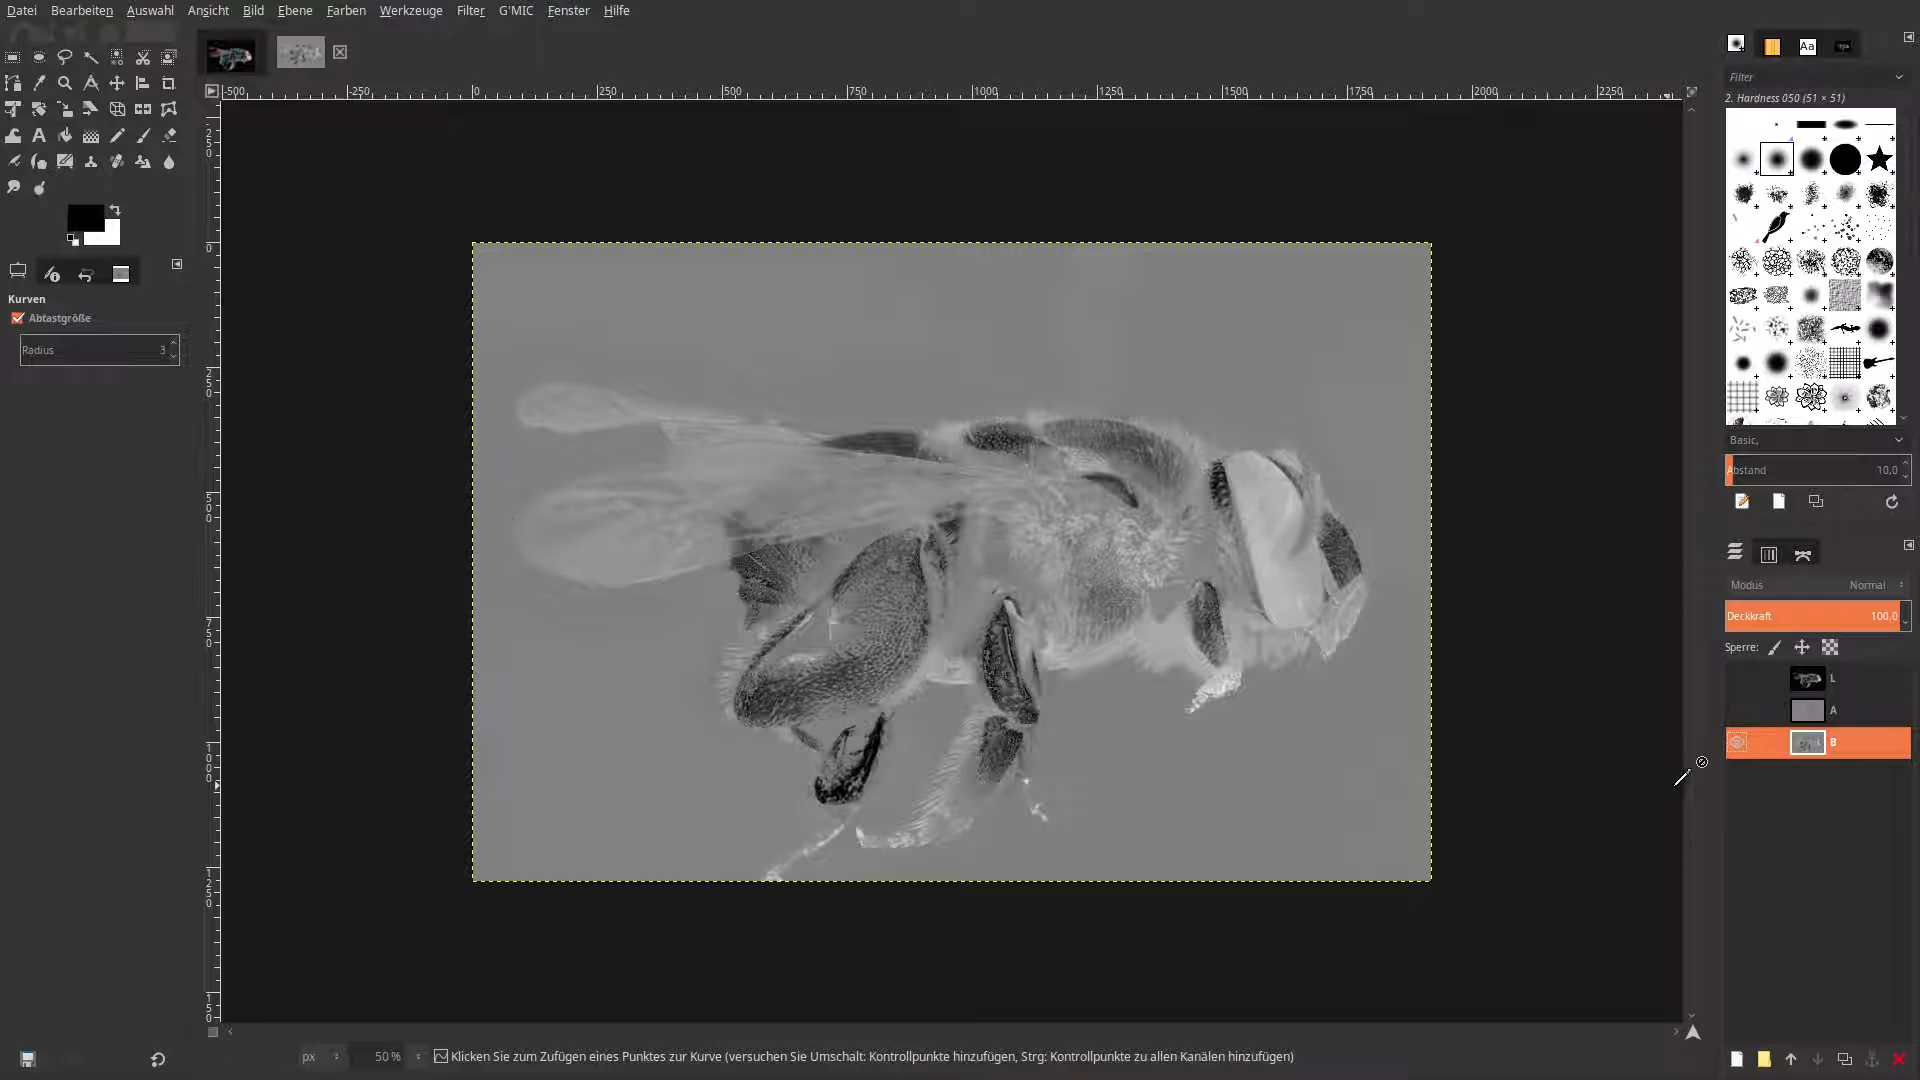 Datei Bearbeiten Auswahl Ansicht Bild Ebene Farben Werkzeuge Filter G'MIC Fenster Hilfe
-500 -250 0 250 500 750 1000 1250 1500 1750 2000 2250
Filter
2. Hardness 050 (51 × 51)
Kurven
Abtastgröße
Radius 3
Basic,
Abstand 10,0
Modus Normal
Deckkraft 100,0
Sperre:
L
A
B
px 50 % Klicken Sie zum Zufügen eines Punktes zur Kurve (versuchen Sie Umschalt: Kontrollpunkte hinzufügen, Strg: Kontrollpunkte zu allen Kanälen hinzufügen)